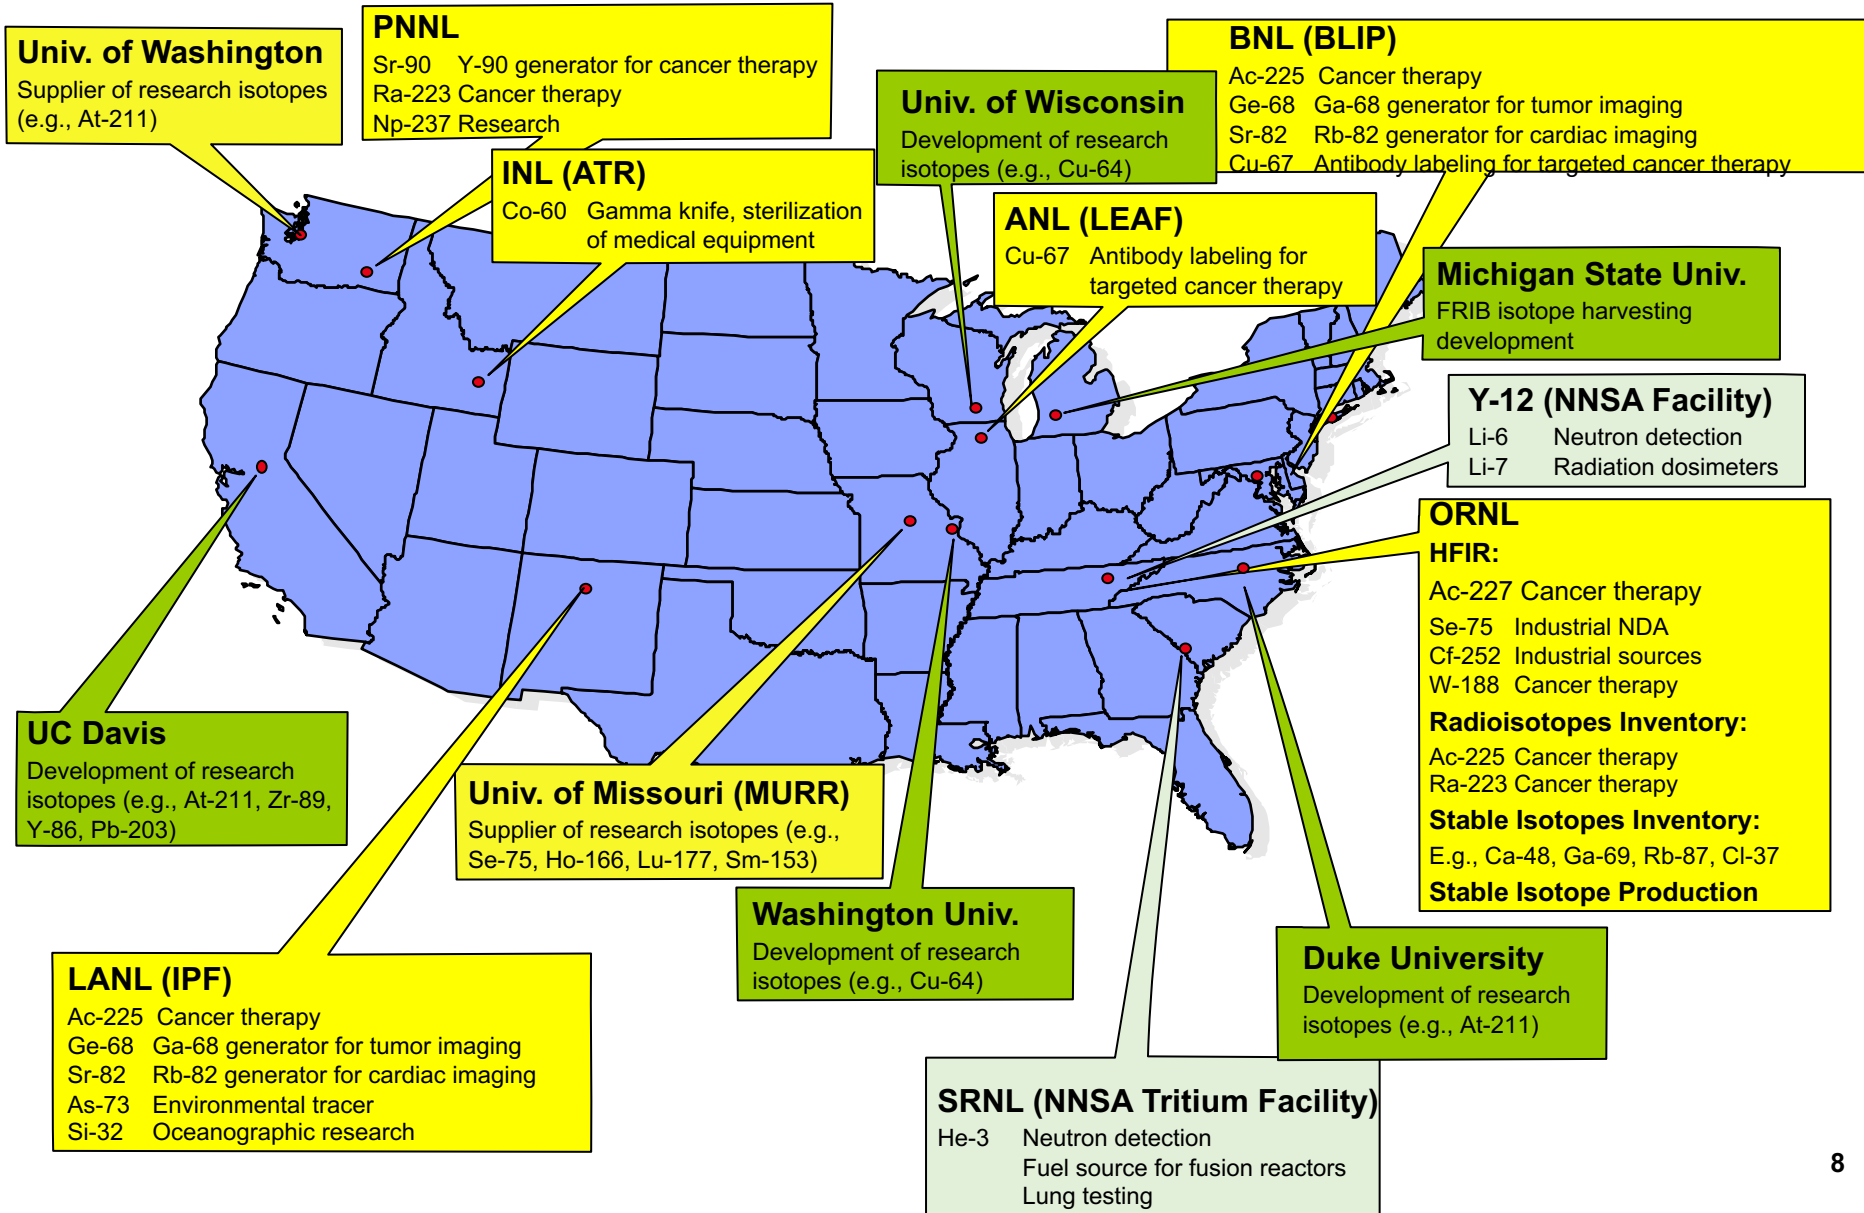 Univ. of Washington
Supplier of research isotopes
(e.g., At-211)
PNNL
Sr-90 Y-90 generator for cancer therapy
Ra-223 Cancer therapy
Np-237 Research
INL (ATR)
Co-60 Gamma knife, sterilization
of medical equipment
Univ. of Wisconsin
Development of research
isotopes (e.g., Cu-64)
BNL (BLIP)
Ac-225 Cancer therapy
Ge-68 Ga-68 generator for tumor imaging
Sr-82 Rb-82 generator for cardiac imaging
Cu-67 Antibody labeling for targeted cancer therapy
ANL (LEAF)
Cu-67 Antibody labeling for
targeted cancer therapy
Michigan State Univ.
FRIB isotope harvesting
development
Y-12 (NNSA Facility)
Li-6 Neutron detection
Li-7 Radiation dosimeters
ORNL
HFIR:
Ac-227 Cancer therapy
Se-75 Industrial NDA
Cf-252 Industrial sources
W-188 Cancer therapy
Radioisotopes Inventory:
Ac-225 Cancer therapy
Ra-223 Cancer therapy
Stable Isotopes Inventory:
E.g., Ca-48, Ga-69, Rb-87, Cl-37
Stable Isotope Production
UC Davis
Development of research
isotopes (e.g., At-211, Zr-89,
Y-86, Pb-203)
Univ. of Missouri (MURR)
Supplier of research isotopes (e.g.,
Se-75, Ho-166, Lu-177, Sm-153)
Washington Univ.
Development of research
isotopes (e.g., Cu-64)
Duke University
Development of research
isotopes (e.g., At-211)
LANL (IPF)
Ac-225 Cancer therapy
Ge-68 Ga-68 generator for tumor imaging
Sr-82 Rb-82 generator for cardiac imaging
As-73 Environmental tracer
Si-32 Oceanographic research
SRNL (NNSA Tritium Facility)
He-3 Neutron detection
Fuel source for fusion reactors
Lung testing
8